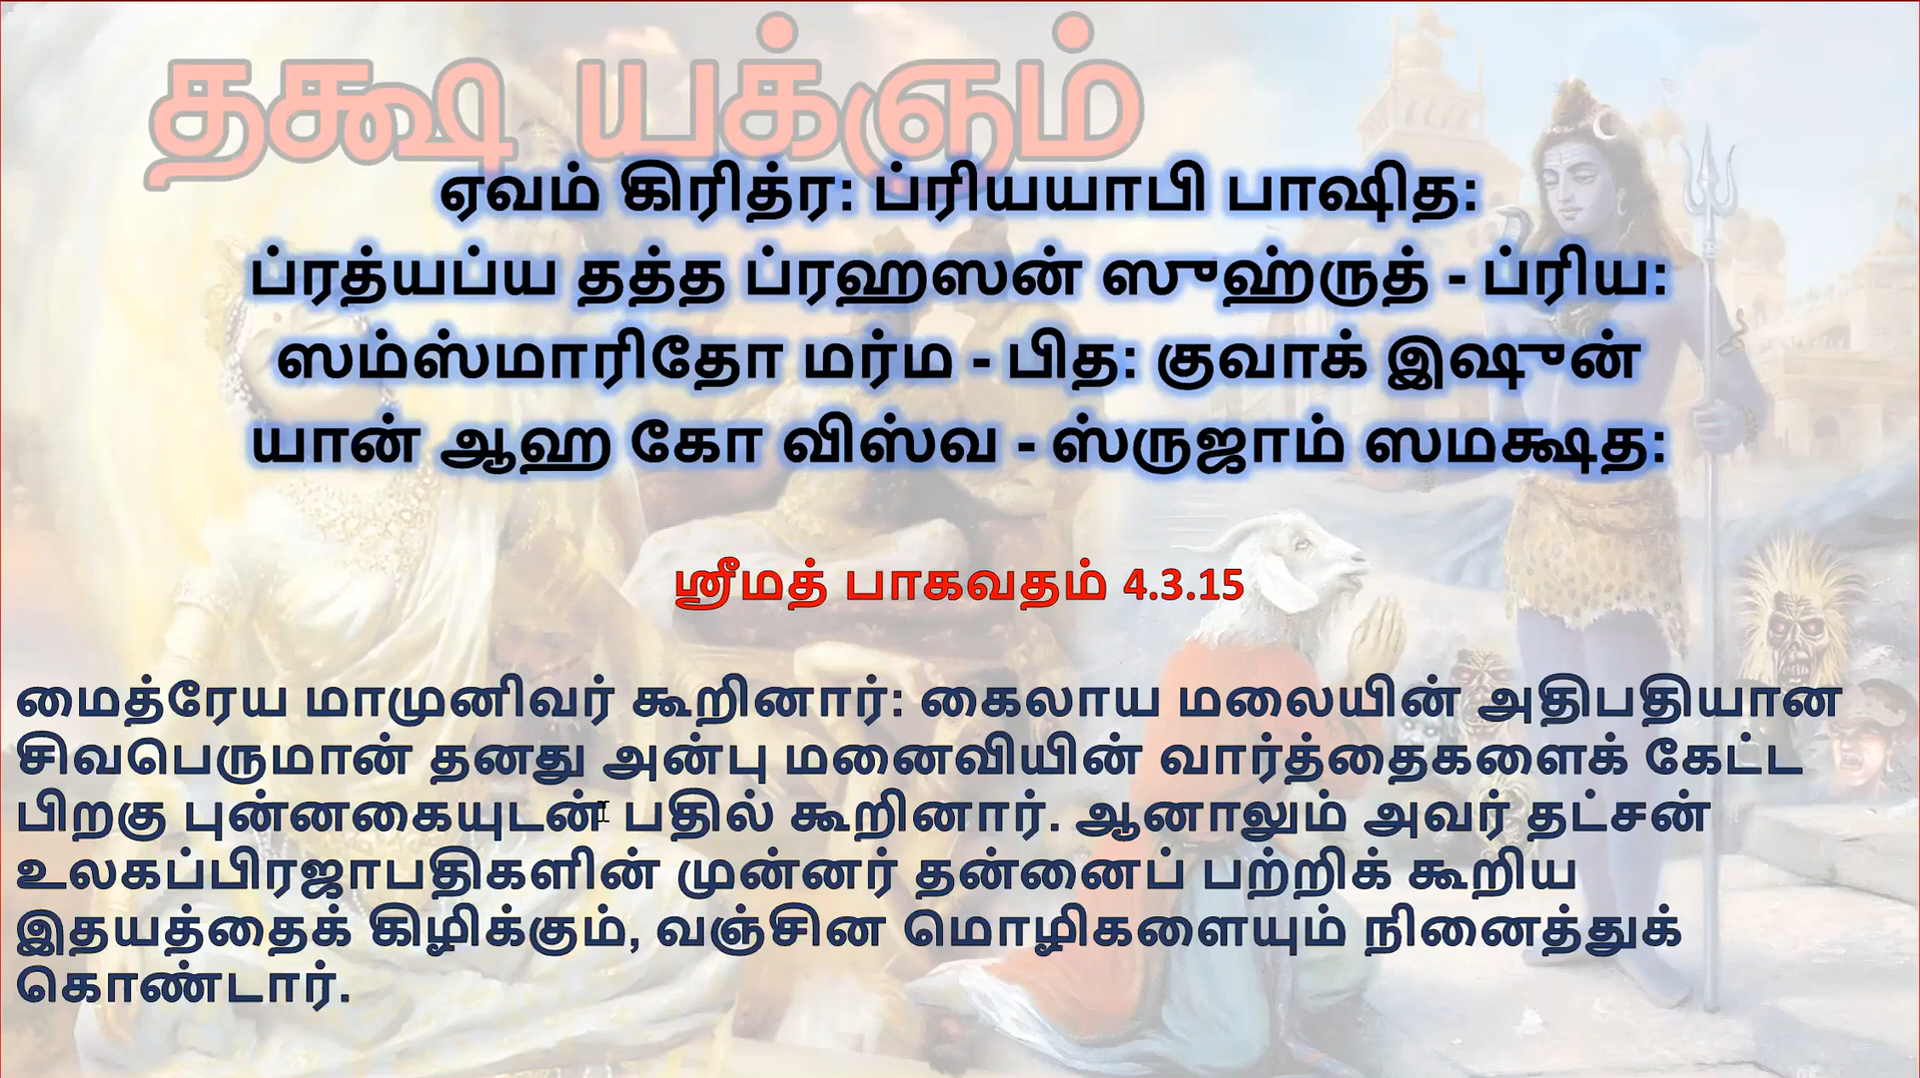 தக்ஷ யக்ஞம்
ஏவம் கிரித்ர: ப்ரியயாபி பாஷித:
ப்ரத்யப்ய தத்த ப்ரஹஸன் ஸுஹ்ருத் - ப்ரிய:
ஸம்ஸ்மாரிதோ மர்ம - பித: குவாக் இஷுன்
யான் ஆஹ கோ விஸ்வ - ஸ்ருஜாம் ஸமக்ஷத:
ஶ்ரீமத் பாகவதம் 4.3.15
மைத்ரேய மாமுனிவர் கூறினார்: கைலாய மலையின் அதிபதியான
சிவபெருமான் தனது அன்பு மனைவியின் வார்த்தைகளைக் கேட்ட
பிறகு புன்னகையுடன் பதில் கூறினார். ஆனாலும் அவர் தட்சன்
உலகப்பிரஜாபதிகளின் முன்னர் தன்னைப் பற்றிக் கூறிய
இதயத்தைக் கிழிக்கும், வஞ்சின மொழிகளையும் நினைத்துக்
கொண்டார்.